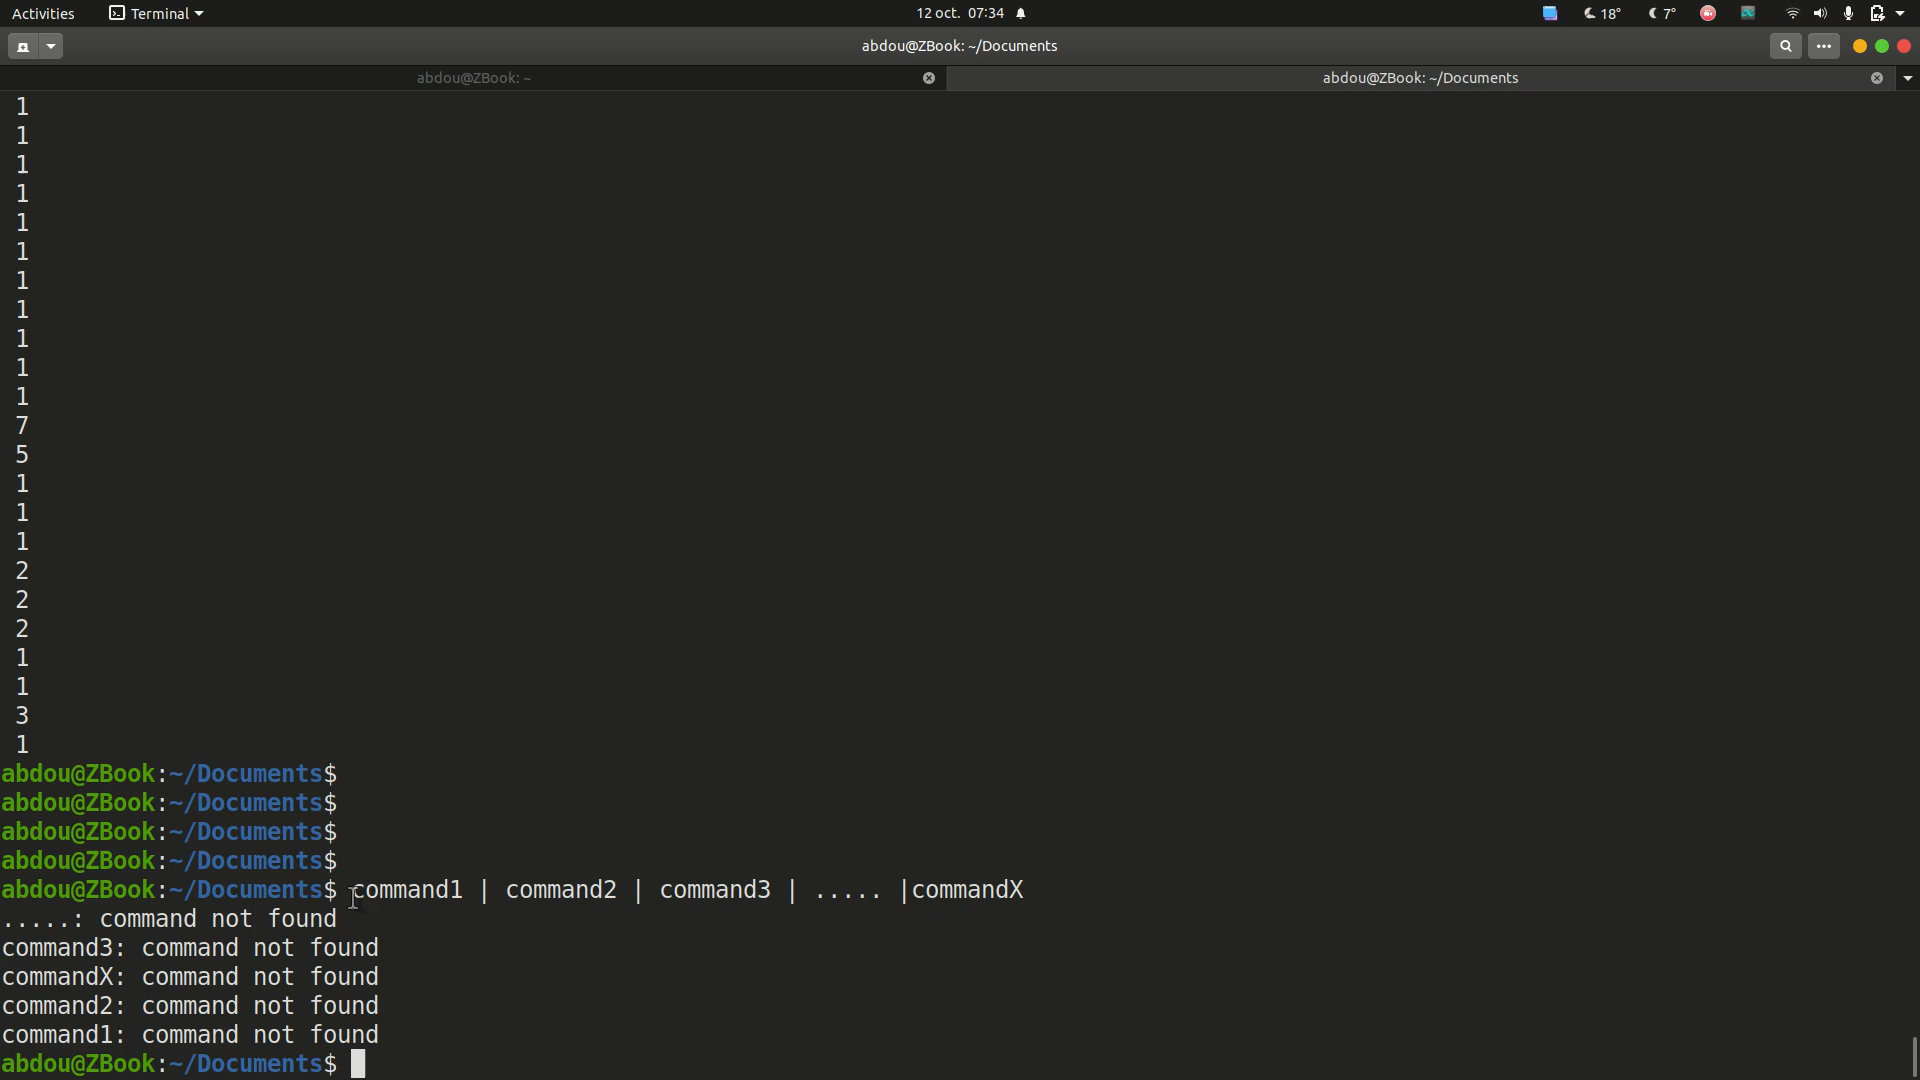 Activities Terminal 12 oct. 07:34 18° 7°
abdou@ZBook: ~/Documents
abdou@ZBook: ~ abdou@ZBook: ~/Documents
1
1
1
1
1
1
1
1
1
1
1
7
5
1
1
1
2
2
2
1
1
3
1
abdou@ZBook:~/Documents$
abdou@ZBook:~/Documents$
abdou@ZBook:~/Documents$
abdou@ZBook:~/Documents$
abdou@ZBook:~/Documents$ command1 | command2 | command3 | ..... |commandX
.....: command not found
command3: command not found
commandX: command not found
command2: command not found
command1: command not found
abdou@ZBook:~/Documents$